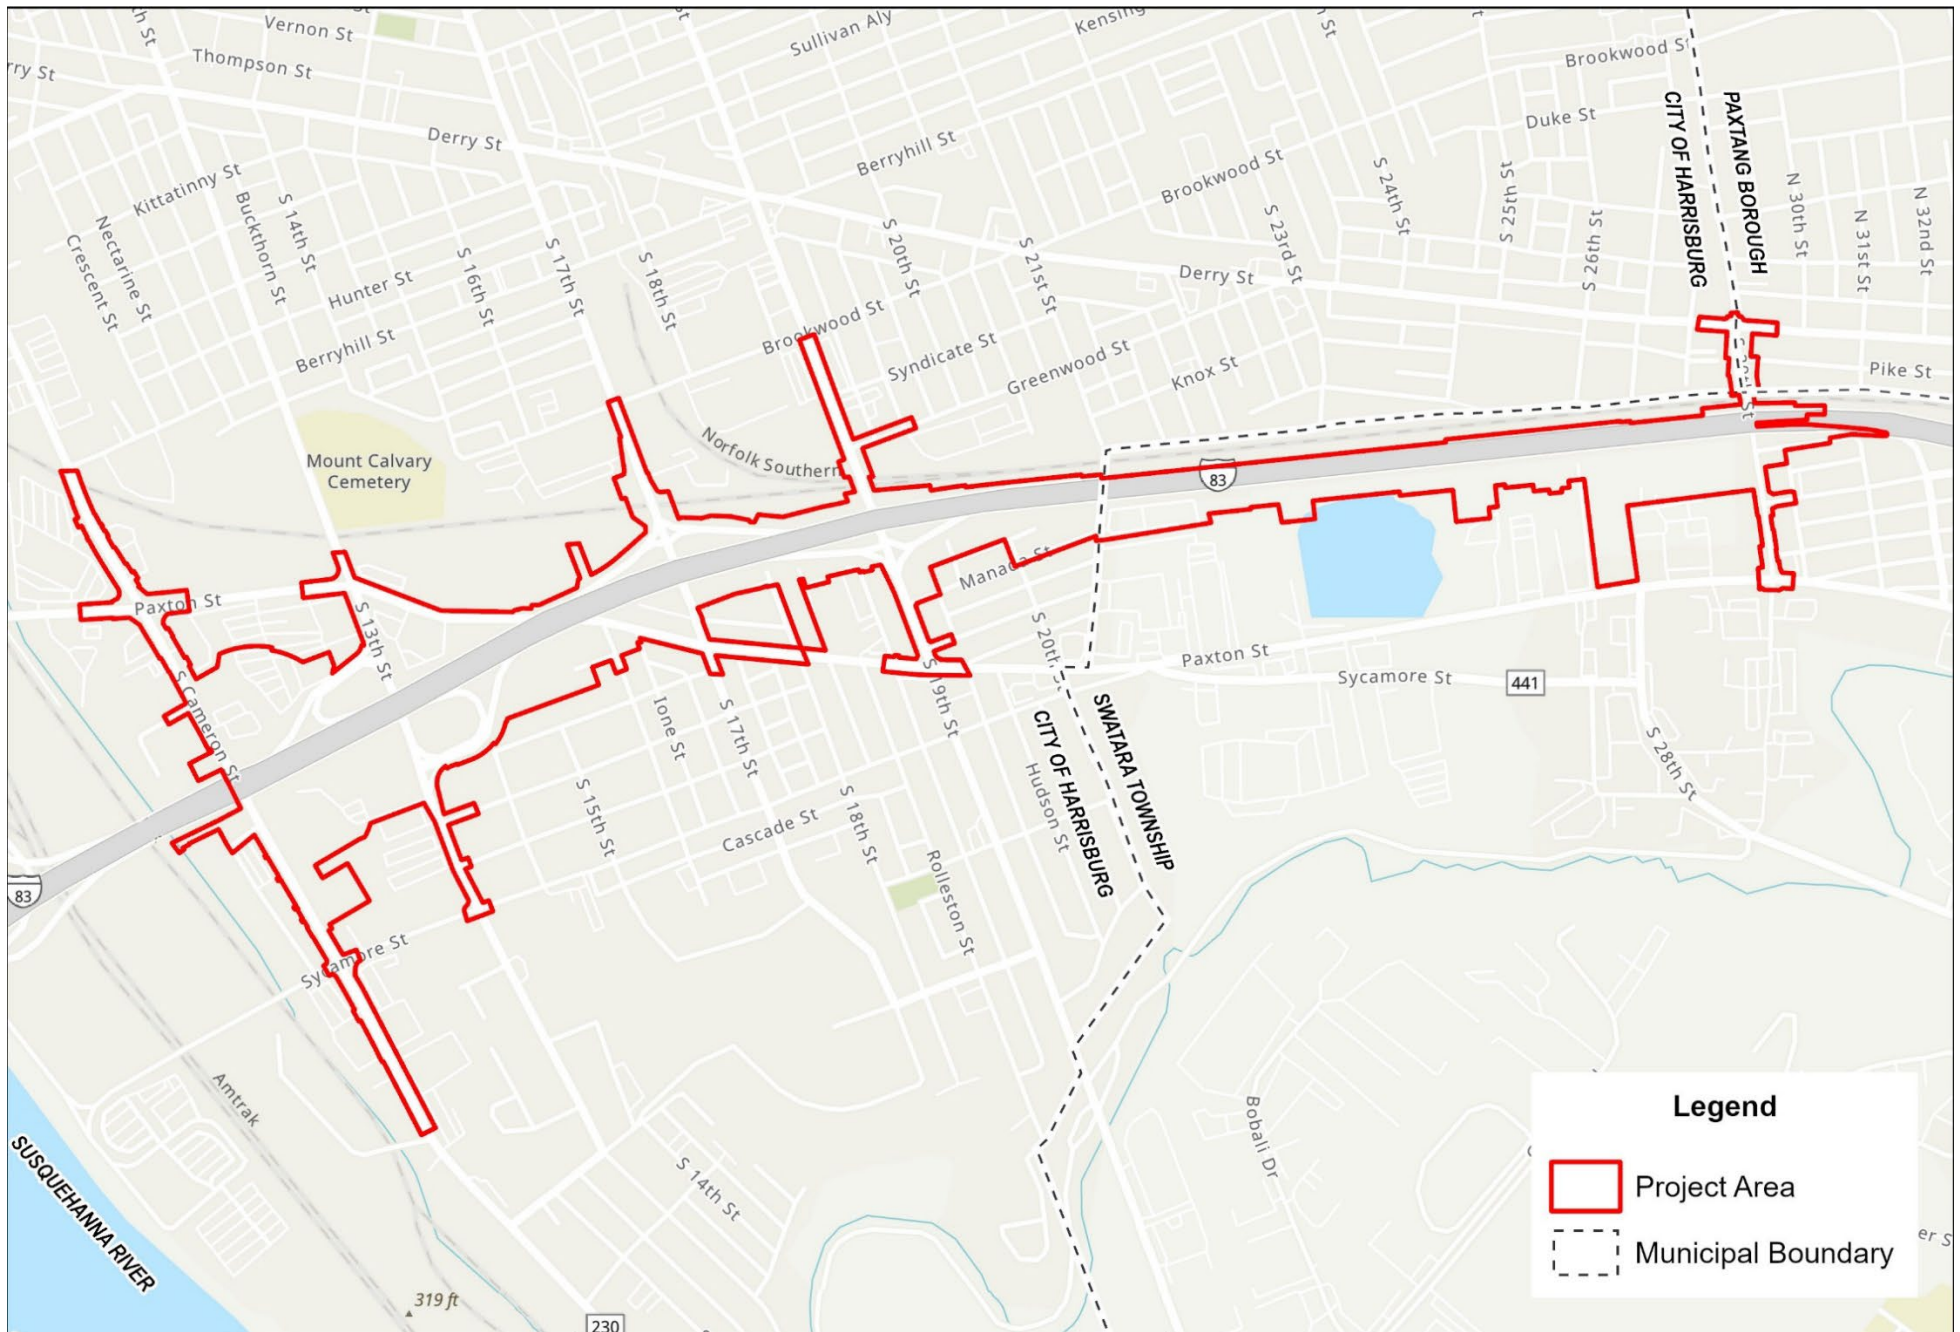 Vernon St
Sullivan Aly
Thompson St
Brookwood St
Derry St
Duke St
Berryhill St
CITY OF HARRISBURG
PAXTANG BOROUGH
Kittatinny St
S 14th St
Buckthorn St
Nectarine St
Crescent St
Brookwood St
S 24th St
S 25th St
S 26th St
N 30th St
N 31st St
N 32nd St
S 16th St
S 17th St
S 18th St
S 20th St
S 21st St
S 23rd St
Derry St
Hunter St
Berryhill St
Brookwood St
Syndicate St
Greenwood St
Knox St
Pike St
Mount Calvary
Cemetery
Norfolk Southern
83
Paxton St
S 13th St
Manada St
S 20th St
Paxton St
Sycamore St
441
S Cameron St
Ione St
S 17th St
S 19th St
CITY OF HARRISBURG
SWATARA TOWNSHIP
S 28th St
S 15th St
Cascade St
S 18th St
Hudson St
Rolleston St
83
Sycamore St
Amtrak
SUSQUEHANNA RIVER
S 14th St
Bobali Dr
319 ft
230
Legend
Project Area
Municipal Boundary